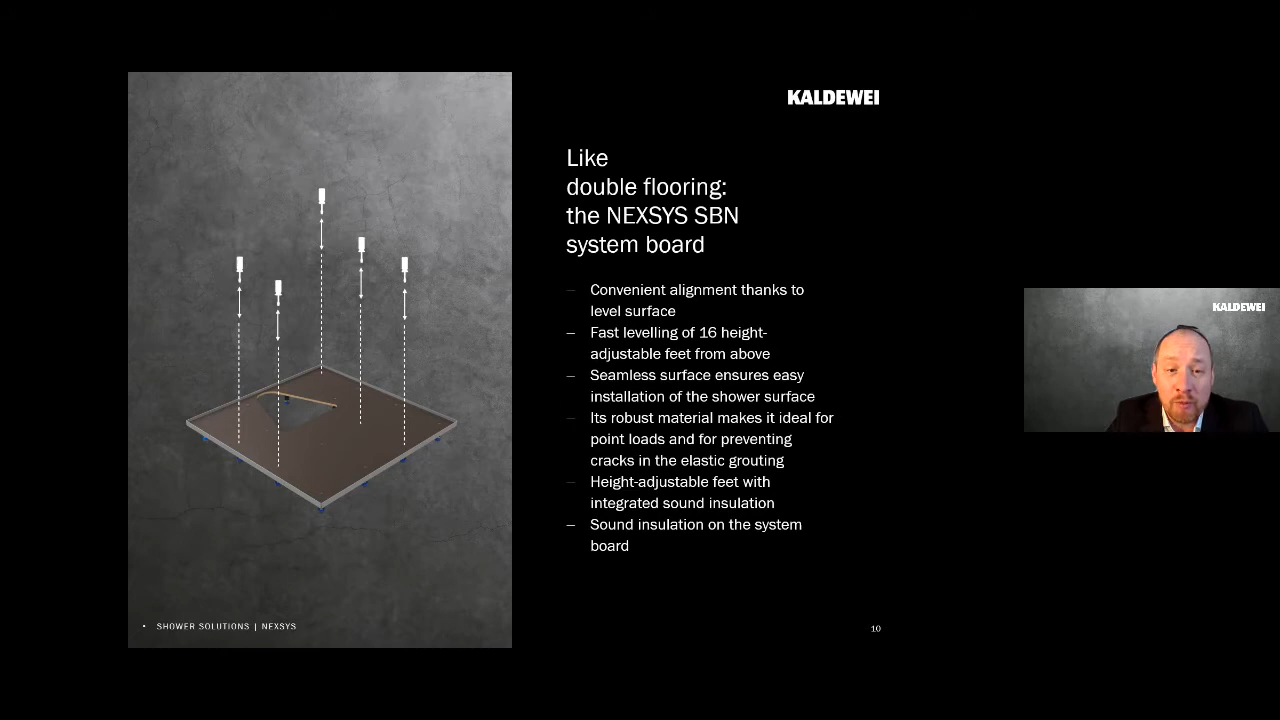 KALDEWEI
Like
double flooring:
the NEXSYS SBN
system board
– Convenient alignment thanks to
level surface
– Fast levelling of 16 height-
adjustable feet from above
– Seamless surface ensures easy
installation of the shower surface
– Its robust material makes it ideal for
point loads and for preventing
cracks in the elastic grouting
– Height-adjustable feet with
integrated sound insulation
– Sound insulation on the system
board
• SHOWER SOLUTIONS | NEXSYS
10
KALDEWEI